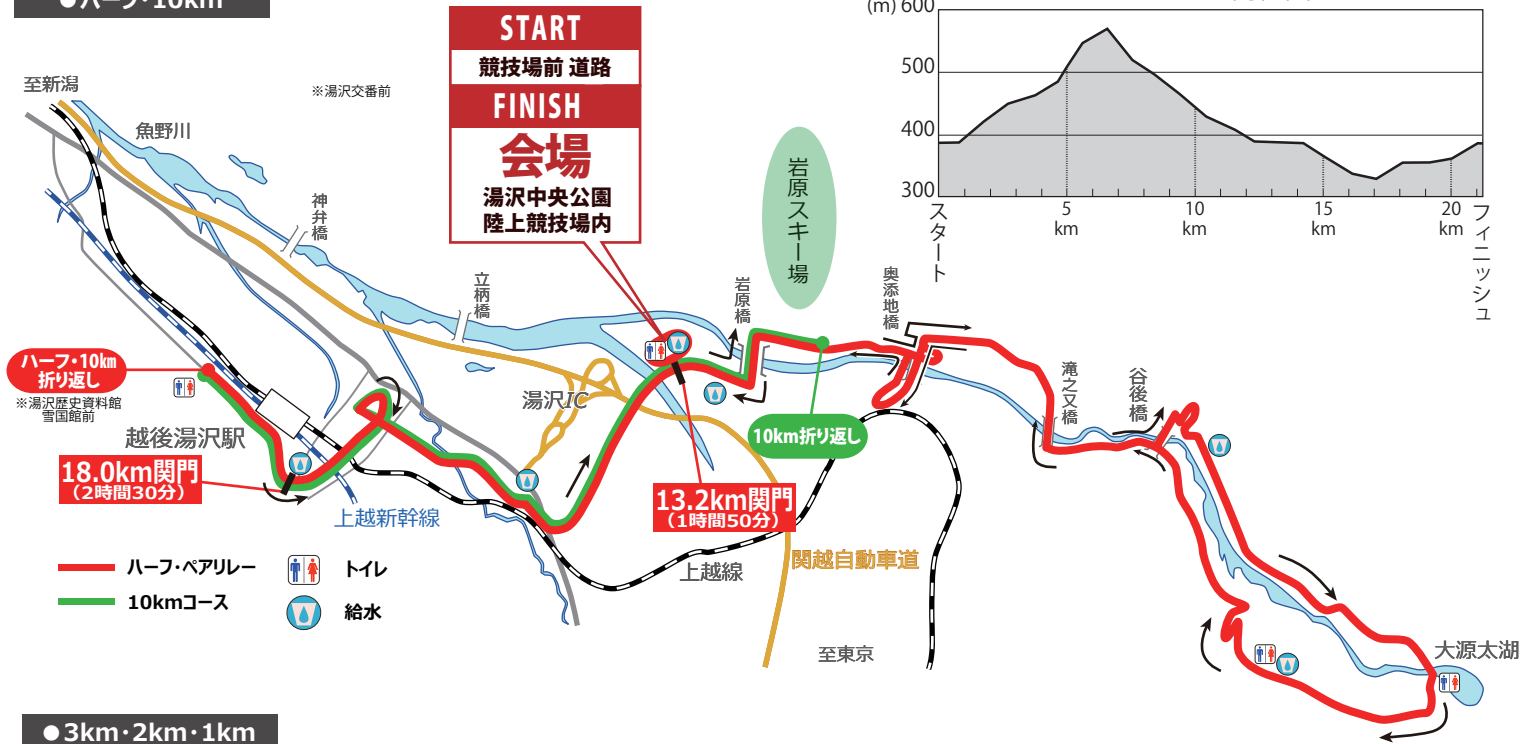 ●ハーフ・10km
START
競技場前 道路
FINISH
会場
湯沢中央公園
陸上競技場内
(m) 600
500
400
300
スタート
5
km
10
km
15
km
20
km
フィニッシュ
至新潟
※湯沢交番前
魚野川
神弁橋
立柄橋
岩原橋
岩原スキー場
奥添地橋
滝之又橋
谷後橋
ハーフ・10km
折り返し
※湯沢歴史資料館
雪国館前
越後湯沢駅
湯沢IC
10km折り返し
18.0km関門
(2時間30分)
13.2km関門
(1時間50分)
上越新幹線
上越線
関越自動車道
ハーフ・ペアリレー
トイレ
10kmコース
給水
至東京
大源太湖
●3km・2km・1km